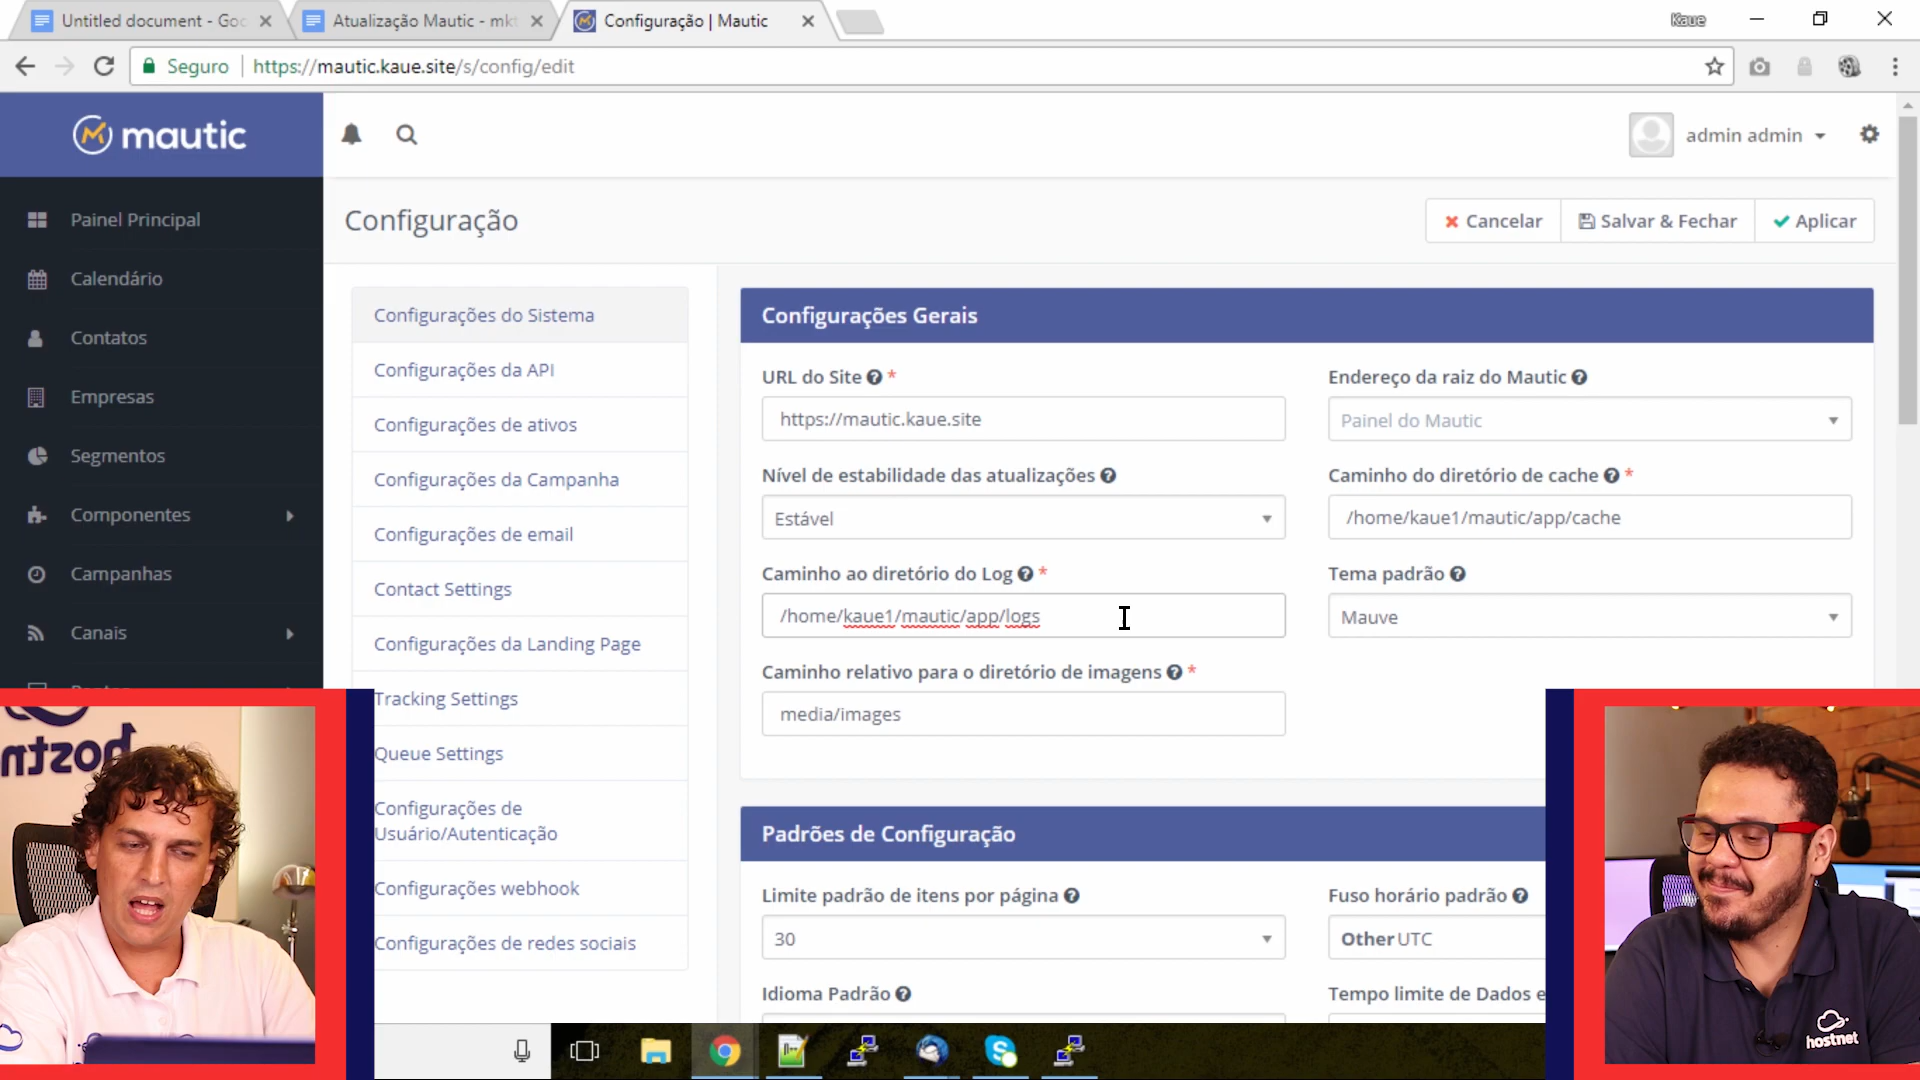 Untitled document - Goo
Atualização Mautic - mkt
Configuração | Mautic
Kaue
Seguro
https://mautic.kaue.site/s/config/edit
mautic
admin admin
Painel Principal
Calendário
Contatos
Empresas
Segmentos
Componentes
Campanhas
Canais
Configuração
Cancelar
Salvar & Fechar
Aplicar
Configurações do Sistema
Configurações da API
Configurações de ativos
Configurações da Campanha
Configurações de email
Contact Settings
Configurações da Landing Page
Tracking Settings
Queue Settings
Configurações de
Usuário/Autenticação
Configurações webhook
Configurações de redes sociais
Configurações Gerais
URL do Site *
https://mautic.kaue.site
Endereço da raiz do Mautic
Painel do Mautic
Nível de estabilidade das atualizações
Estável
Caminho do diretório de cache *
/home/kaue1/mautic/app/cache
Caminho ao diretório do Log *
/home/kaue1/mautic/app/logs
Tema padrão
Mauve
Caminho relativo para o diretório de imagens *
media/images
Padrões de Configuração
Limite padrão de itens por página
30
Fuso horário padrão
Other UTC
Idioma Padrão
Tempo limite de Dados e
hostn
hostnet